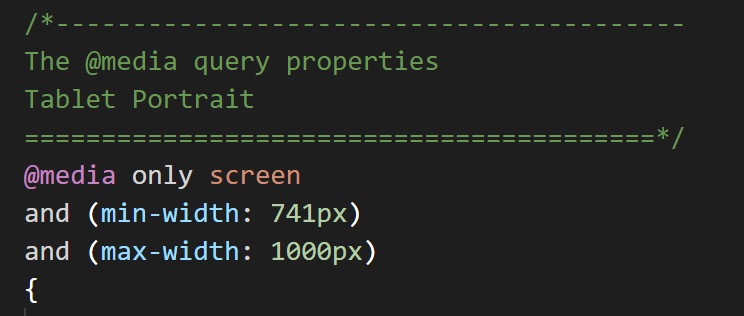 /*-----------------------------------------
The @media query properties
Tablet Portrait
=========================================*/
@media only screen
and (min-width: 741px)
and (max-width: 1000px)
{